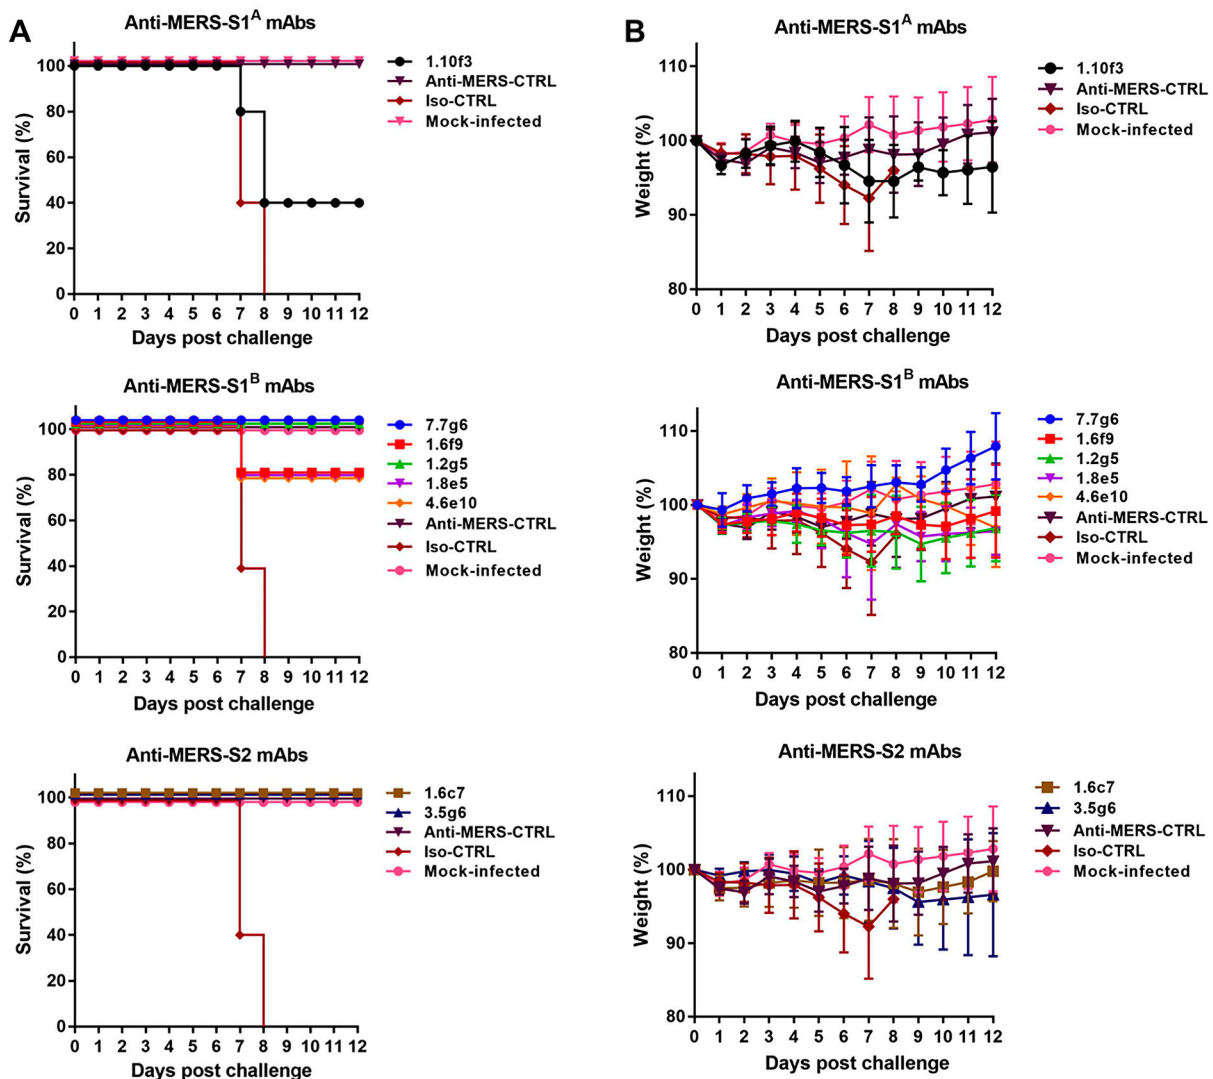 A
Anti-MERS-S1A mAbs
Survival (%)
100
80
60
40
20
0
0 1 2 3 4 5 6 7 8 9 10 11 12
Days post challenge
1.10f3
Anti-MERS-CTRL
Iso-CTRL
Mock-infected
B
Anti-MERS-S1A mAbs
Weight (%)
110
100
90
80
0 1 2 3 4 5 6 7 8 9 10 11 12
Days post challenge
1.10f3
Anti-MERS-CTRL
Iso-CTRL
Mock-infected
Anti-MERS-S1B mAbs
Survival (%)
100
80
60
40
20
0
0 1 2 3 4 5 6 7 8 9 10 11 12
Days post challenge
7.7g6
1.6f9
1.2g5
1.8e5
4.6e10
Anti-MERS-CTRL
Iso-CTRL
Mock-infected
Anti-MERS-S1B mAbs
Weight (%)
110
100
90
80
0 1 2 3 4 5 6 7 8 9 10 11 12
Days post challenge
7.7g6
1.6f9
1.2g5
1.8e5
4.6e10
Anti-MERS-CTRL
Iso-CTRL
Mock-infected
Anti-MERS-S2 mAbs
Survival (%)
100
80
60
40
20
0
0 1 2 3 4 5 6 7 8 9 10 11 12
Days post challenge
1.6c7
3.5g6
Anti-MERS-CTRL
Iso-CTRL
Mock-infected
Anti-MERS-S2 mAbs
Weight (%)
110
100
90
80
0 1 2 3 4 5 6 7 8 9 10 11 12
Days post challenge
1.6c7
3.5g6
Anti-MERS-CTRL
Iso-CTRL
Mock-infected